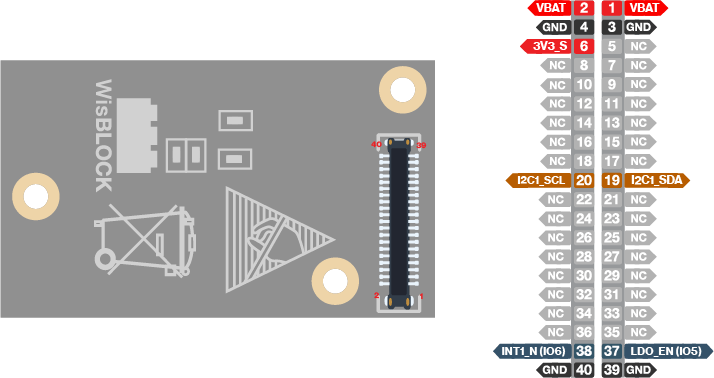 WisBLOCK
40 39
2 1
VBAT 2 1 VBAT
GND 4 3 GND
3V3_S 6 5 NC
NC 8 7 NC
NC 10 9 NC
NC 12 11 NC
NC 14 13 NC
NC 16 15 NC
NC 18 17 NC
I2C1_SCL 20 19 I2C1_SDA
NC 22 21 NC
NC 24 23 NC
NC 26 25 NC
NC 28 27 NC
NC 30 29 NC
NC 32 31 NC
NC 34 33 NC
NC 36 35 NC
INT1_N (IO6) 38 37 LDO_EN (IO5)
GND 40 39 GND